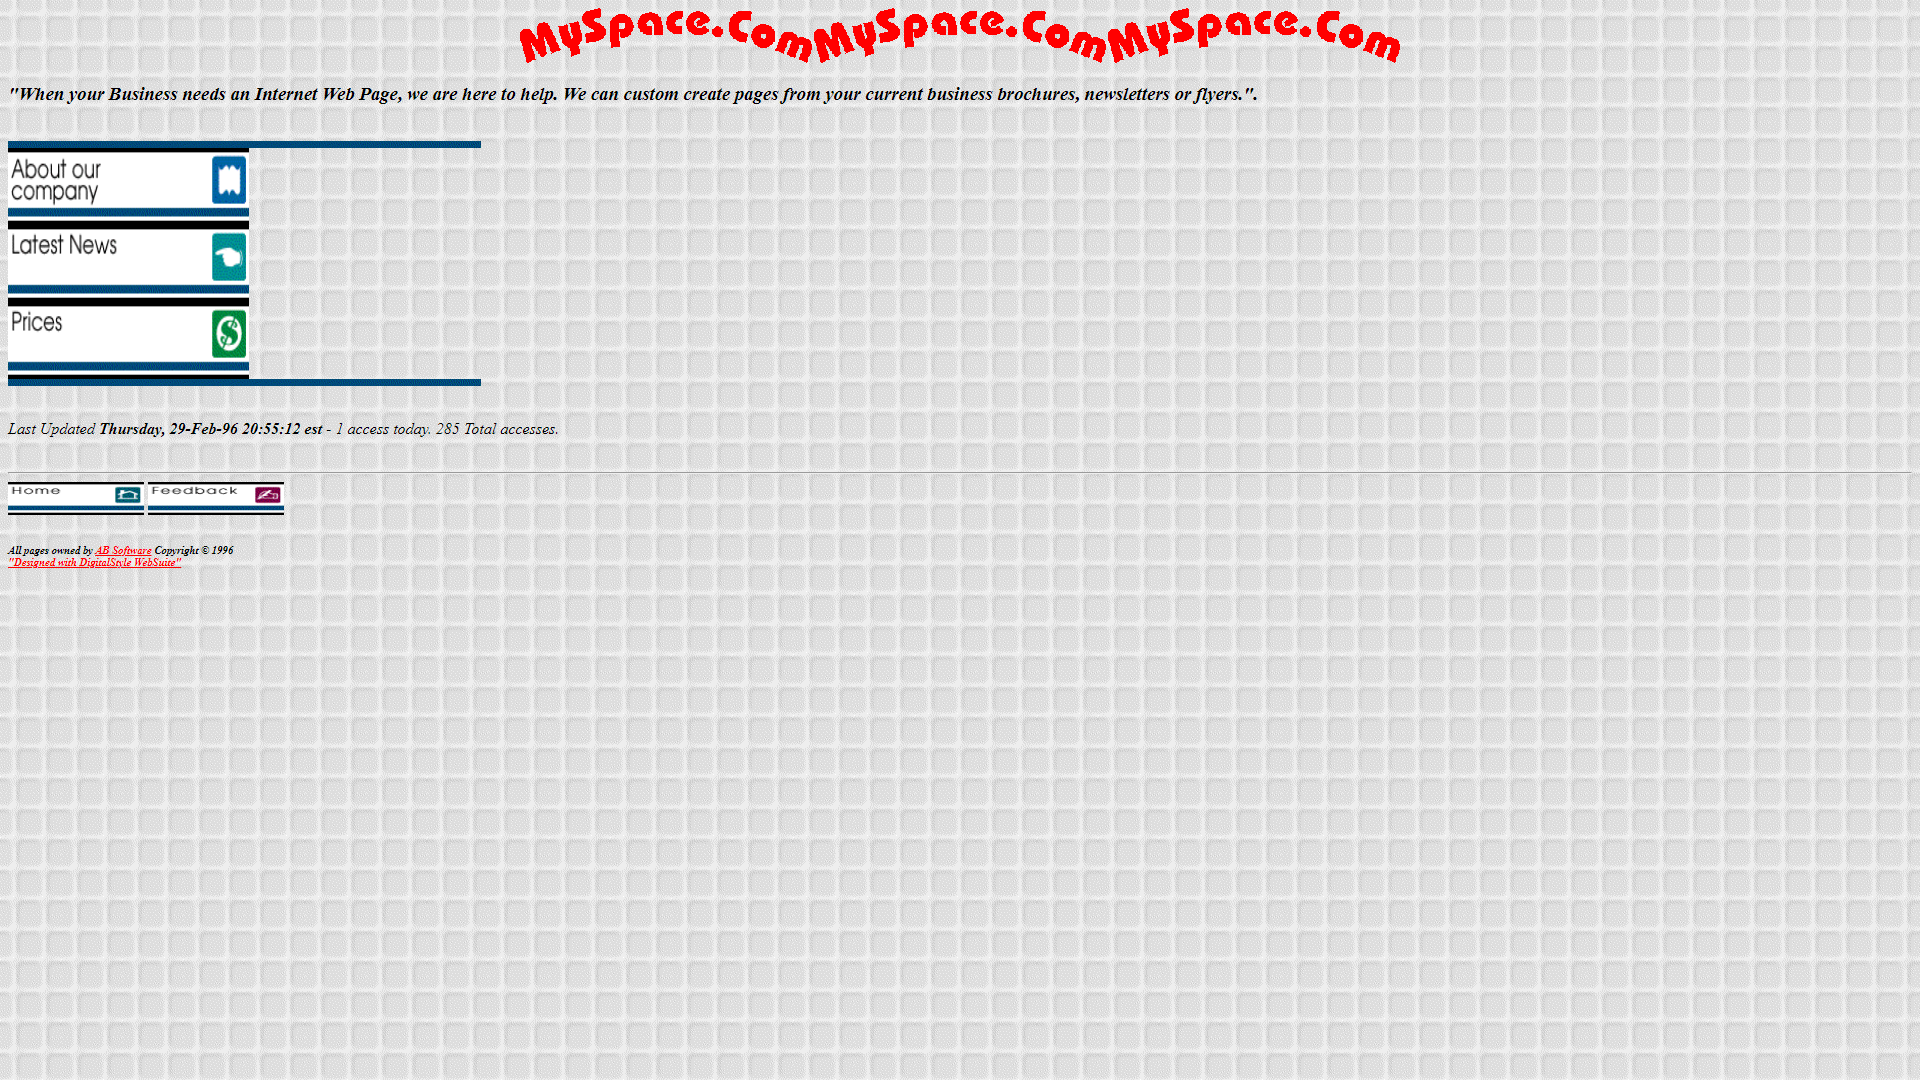 MySpace.ComMySpace.ComMySpace.Com
"When your Business needs an Internet Web Page, we are here to help. We can custom create pages from your current business brochures, newsletters or flyers.".
About our
company
Latest News
Prices
Last Updated Thursday, 29-Feb-96 20:55:12 est - 1 access today. 285 Total accesses.
Home Feedback
All pages owned by AB Software Copyright © 1996
"Designed with DigitalStyle WebSuite"